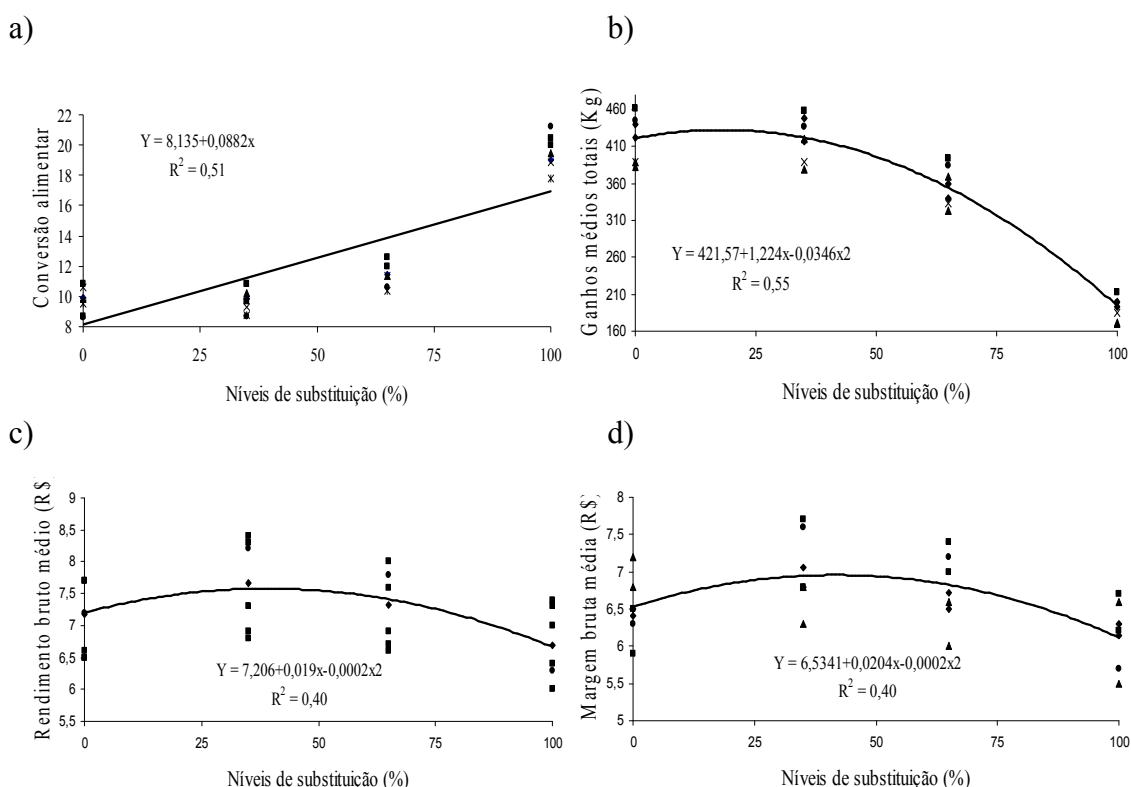 a)
b)
Conversão alimentar
22
20
18
16
14
12
10
8
Y = 8,135+0,0882x
R² = 0,51
0 25 50 75 100
Níveis de substituição (%)
Ganhos médios totais (Kg)
460
410
360
310
260
210
160
Y = 421,57+1,224x-0,0346x2
R² = 0,55
0 25 50 75 100
Níveis de substituição (%)
c)
d)
Rendimento bruto médio (R$
9
8,5
8
7,5
7
6,5
6
5,5
Y = 7,206+0,019x-0,0002x2
R² = 0,40
0 25 50 75 100
Níveis de substituição (%)
Margem bruta média (R$)
8
7,5
7
6,5
6
5,5
5
Y = 6,5341+0,0204x-0,0002x2
R² = 0,40
0 25 50 75 100
Níveis de substituição (%)